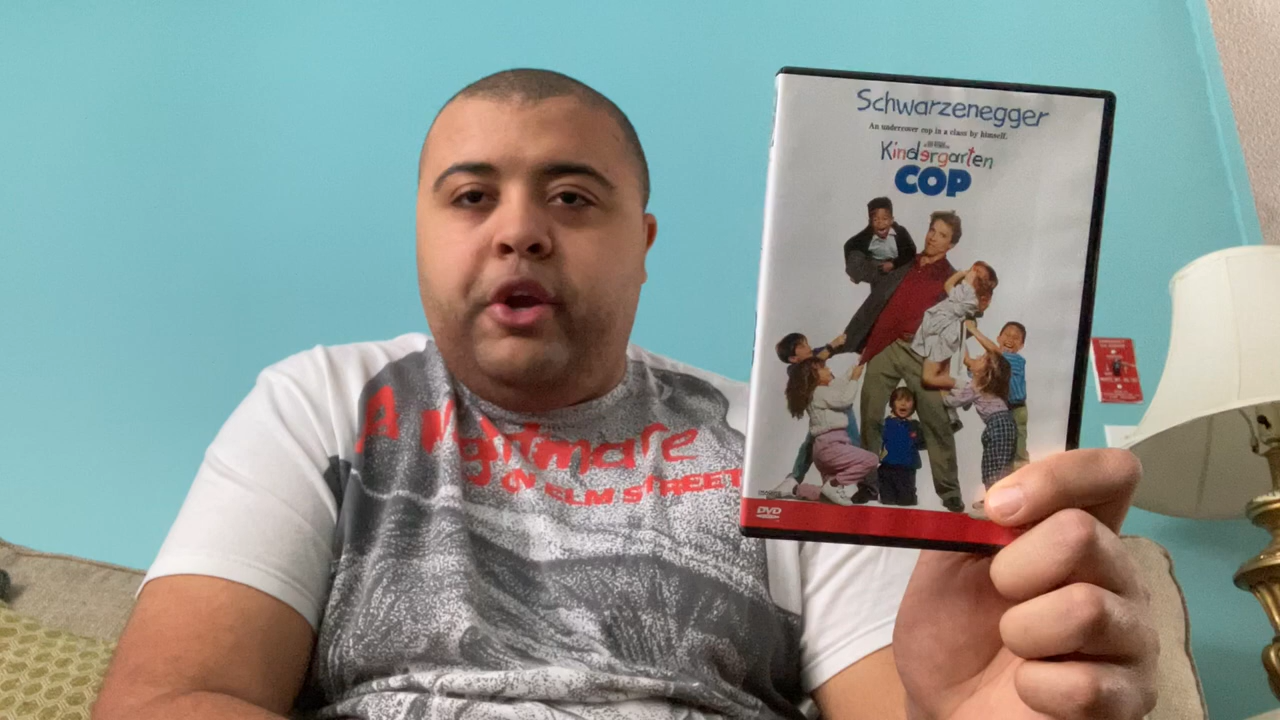 Schwarzenegger
An undercover cop in a class by himself.
Kindergarten
COP
A Nightmare
ON ELM STREET
DVD